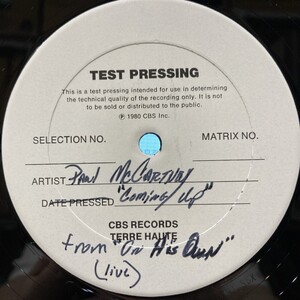 TEST PRESSING
This is a test pressing intended for use in determining
the technical quality of the recording only. It is not
to be sold or distributed to the public.
℗ 1980 CBS Inc.
SELECTION NO.
MATRIX NO.
ARTIST Paul McCartney
DATE PRESSED "Coming Up"
CBS RECORDS
TERRE HAUTE
from "On His Own"
(live)